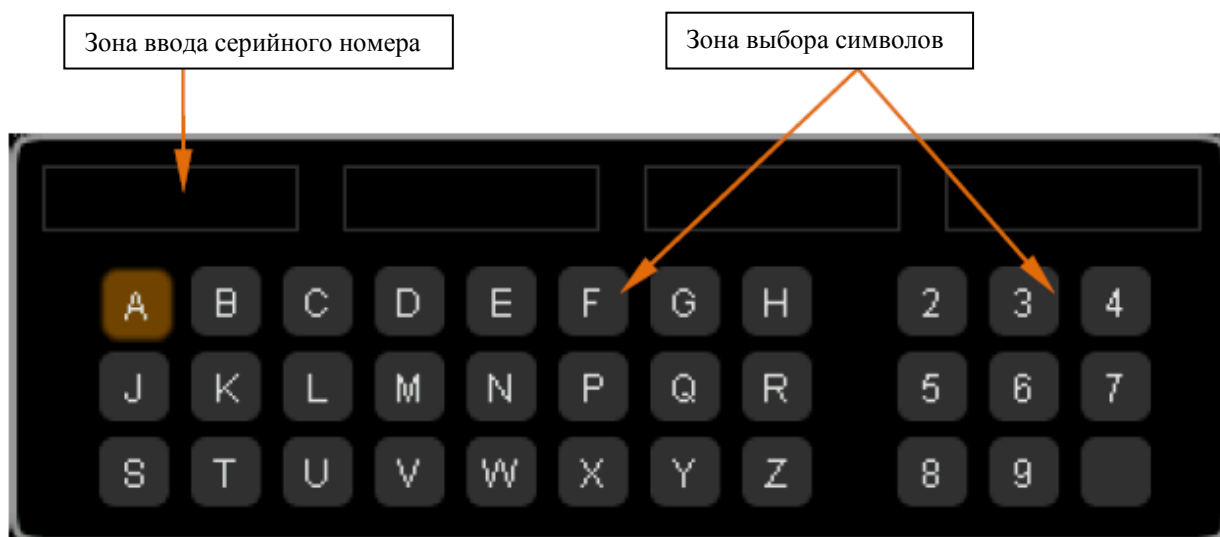 Зона ввода серийного номера
Зона выбора символов
A B C D E F G H 2 3 4
J K L M N P Q R 5 6 7
S T U V W X Y Z 8 9